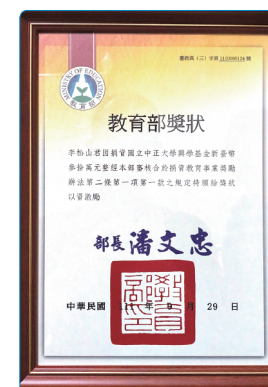 MINISTRY OF EDUCATION
教育部
教育部獎狀
李松山君因捐資國立中正大學興學基金新臺幣
參拾萬元整經本部審核合於捐資教育事業獎勵
辦法第二條第一項第一款之規定特頒給獎狀
以資激勵
部長 潘文忠
中華民國 年 9 月 29 日